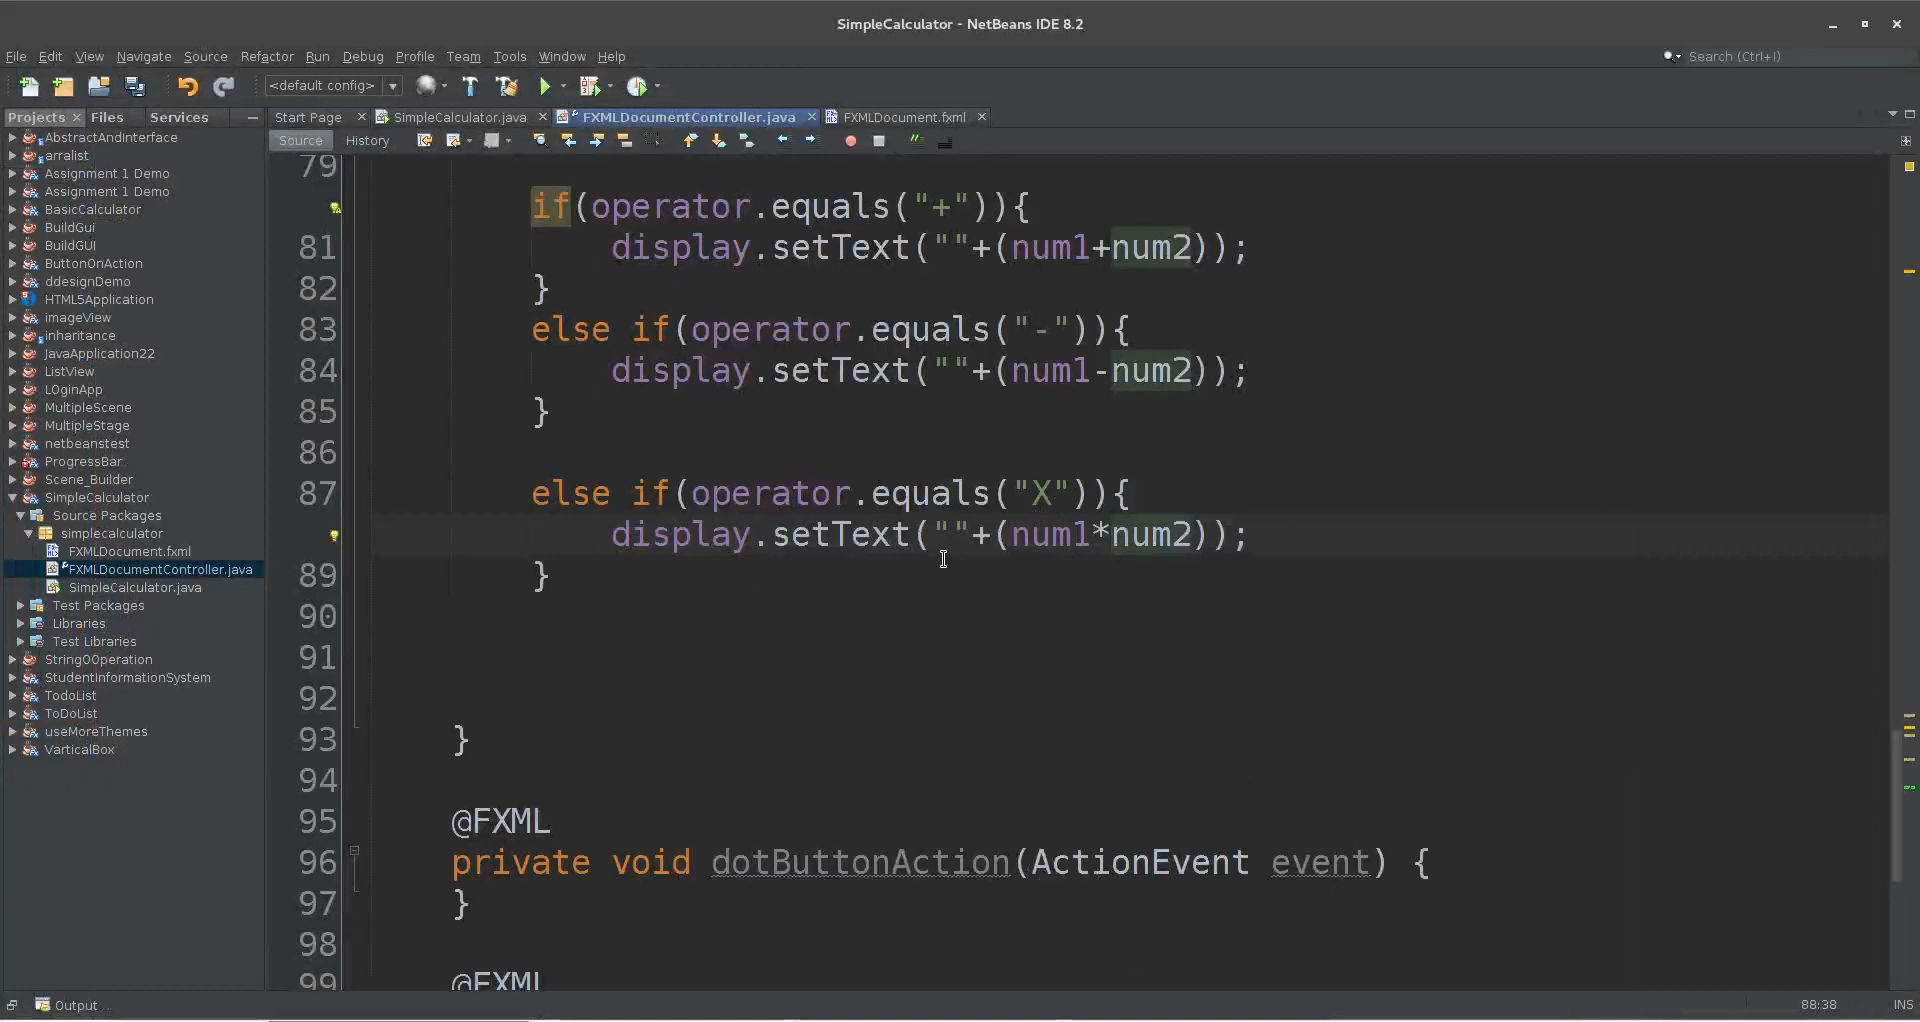 SimpleCalculator - NetBeans IDE 8.2
File Edit View Navigate Source Refactor Run Debug Profile Team Tools Window Help
Search (Ctrl+I)
<default config>
Projects Files Services
Start Page SimpleCalculator.java FXMLDocumentController.java FXMLDocument.fxml
Source History
AbstractAndInterface
arralist
Assignment 1 Demo
Assignment 1 Demo
BasicCalculator
BuildGui
BuildGUI
ButtonOnAction
ddesignDemo
HTML5Application
imageView
inheritance
JavaApplication22
ListView
LOginApp
MultipleScene
MultipleStage
netbeanstest
ProgressBar
Scene_Builder
SimpleCalculator
Source Packages
simplecalculator
FXMLDocument.fxml
FXMLDocumentController.java
SimpleCalculator.java
Test Packages
Libraries
Test Libraries
StringOOperation
StudentInformationSystem
TodoList
ToDoList
useMoreThemes
VarticalBox
79
if(operator.equals("+")){
81 display.setText(""+(num1+num2));
82 }
83 else if(operator.equals("-")){
84 display.setText(""+(num1-num2));
85 }
86
87 else if(operator.equals("X")){
display.setText(""+(num1*num2));
89 }
90
91
92
93 }
94
95 @FXML
96 private void dotButtonAction(ActionEvent event) {
97 }
98
99 @FXML
Output
88:38 INS